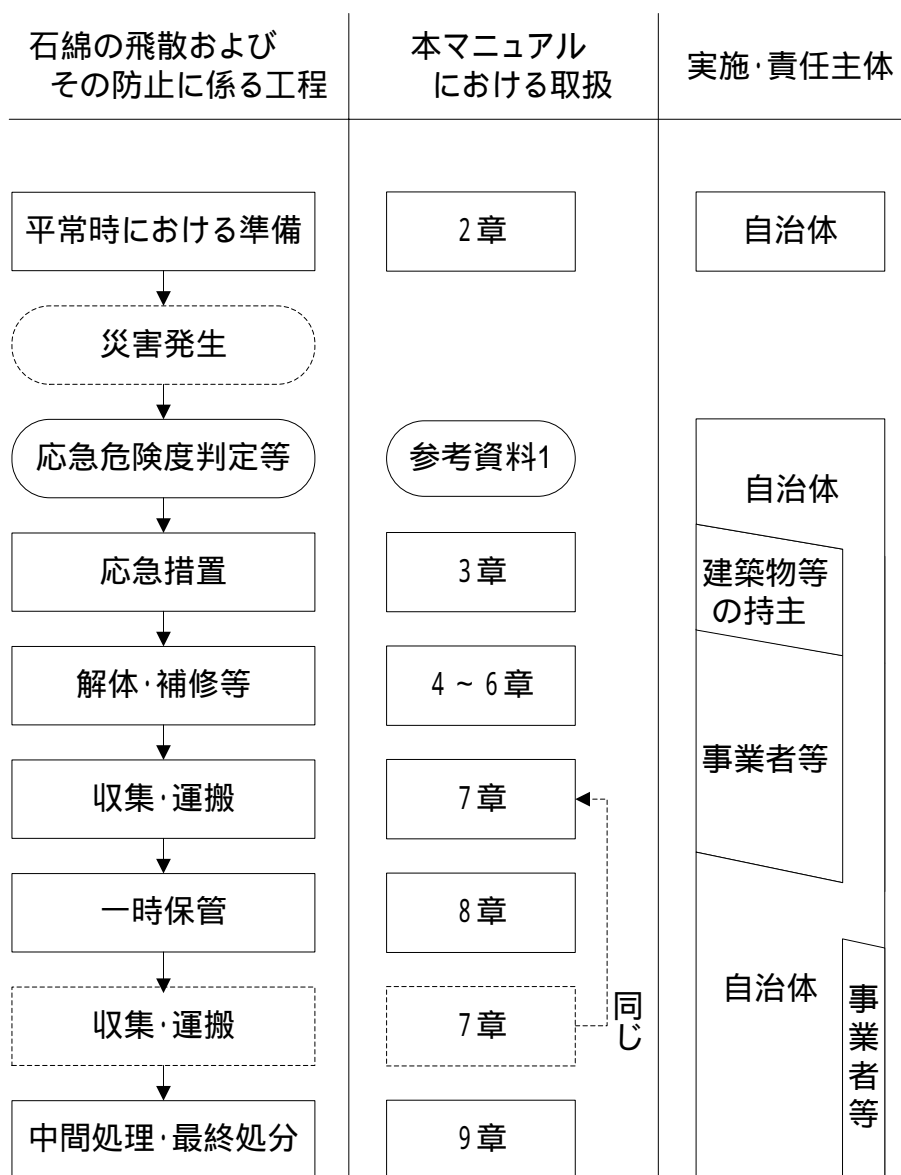 石綿の飛散および
その防止に係る工程
本マニュアル
における取扱
実施・責任主体
平常時における準備
2章
自治体
災害発生
応急危険度判定等
参考資料1
自治体
応急措置
3章
建築物等
の持主
解体・補修等
4～6章
事業者等
収集・運搬
7章
一時保管
8章
自治体
事業者等
収集・運搬
7章
同じ
中間処理・最終処分
9章